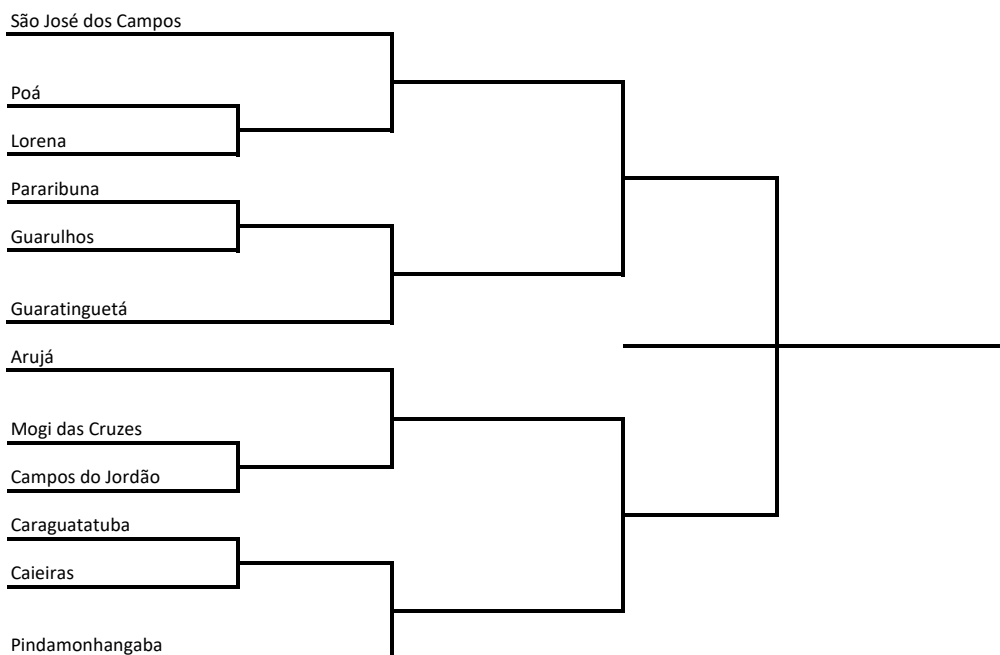 São José dos Campos
Poá
Lorena
Pararibuna
Guarulhos
Guaratinguetá
Arujá
Mogi das Cruzes
Campos do Jordão
Caraguatatuba
Caieiras
Pindamonhangaba